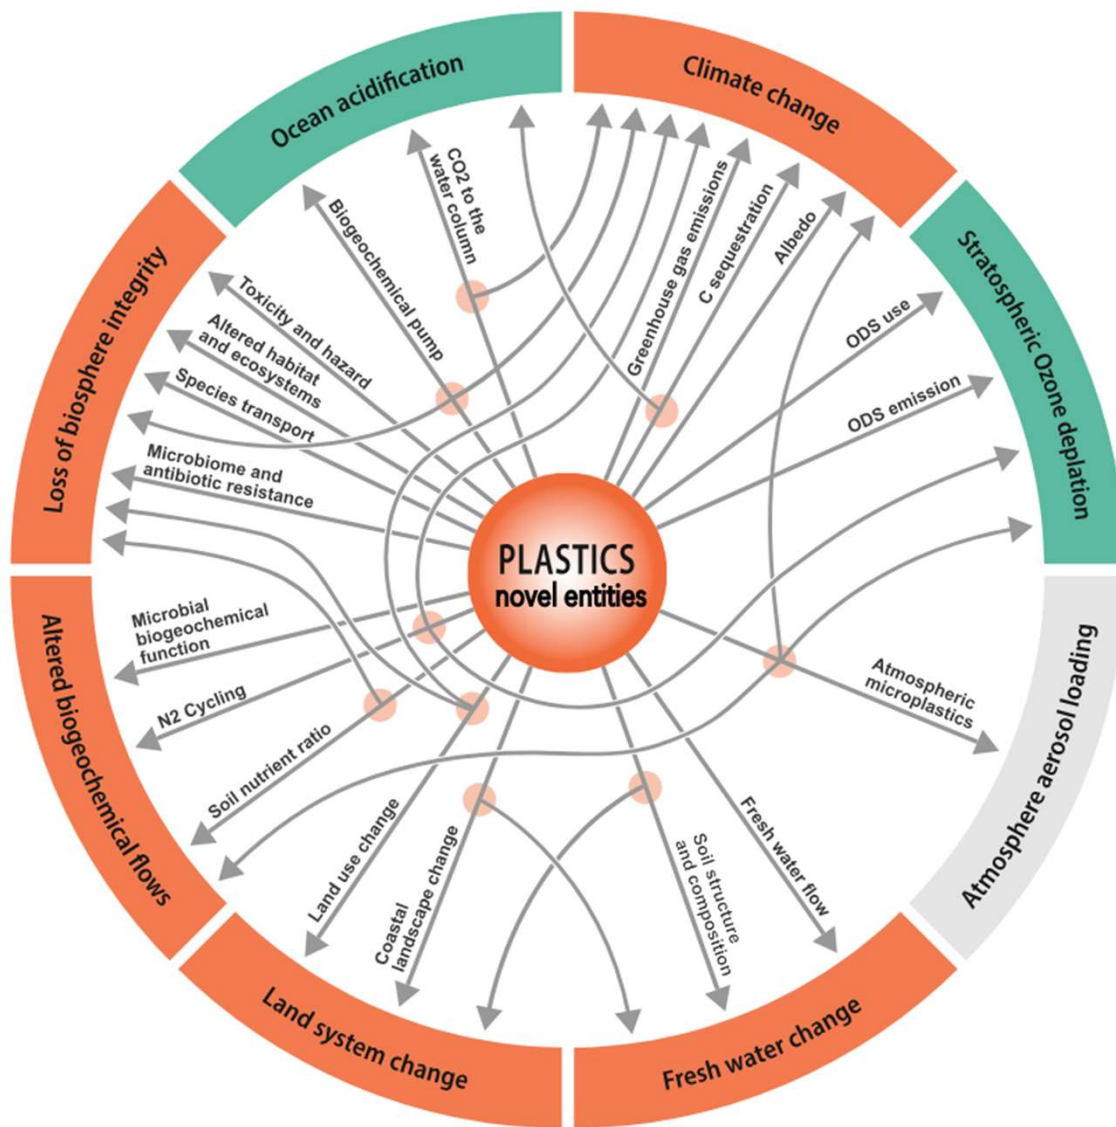 Ocean acidification
Climate change
Stratospheric Ozone deplation
Atmosphere aerosol loading
Fresh water change
Land system change
Altered biogeochemical flows
Loss of biosphere integrity
CO2 to the
water column
Biogeochemical pump
Greenhouse gas emissions
C sequestration
Albedo
ODS use
ODS emission
Toxicity and hazard
Altered habitat
and ecosystems
Species transport
Microbiome and
antibiotic resistance
PLASTICS
novel entities
Microbial
biogeochemical
function
N2 Cycling
Soil nutrient ratio
Land use change
Coastal
landscape change
Soil structure
and composition
Fresh water flow
Atmospheric
microplastics